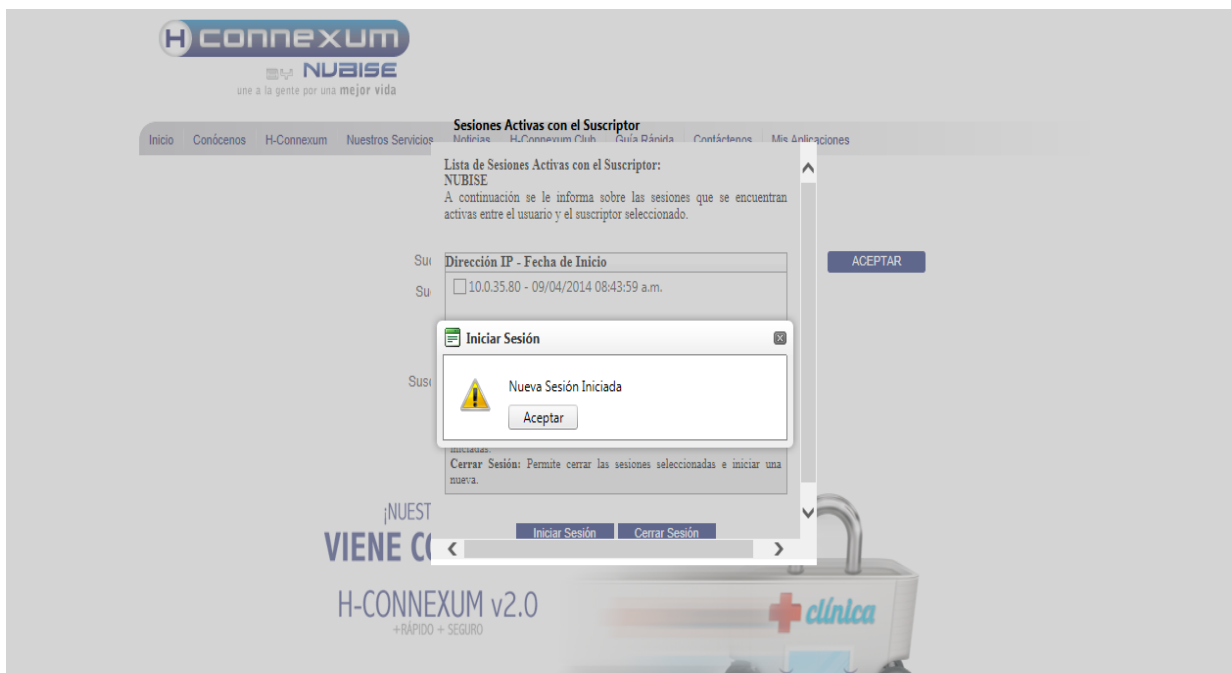 H connexum
BY NUBISE
une a la gente por una mejor vida
Sesiones Activas con el Suscriptor
Inicio Conócenos H-Connexum Nuestros Servicios Noticias H-Connexum Club Guía Rápida Contáctenos Mis Aplicaciones
Lista de Sesiones Activas con el Suscriptor:
NUBISE
A continuación se le informa sobre las sesiones que se encuentran
activas entre el usuario y el suscriptor seleccionado.
Dirección IP - Fecha de Inicio
ACEPTAR
10.0.35.80 - 09/04/2014 08:43:59 a.m.
Iniciar Sesión
Nueva Sesión Iniciada
Aceptar
iniciadas.
Cerrar Sesión: Permite cerrar las sesiones seleccionadas e iniciar una
nueva.
Iniciar Sesión Cerrar Sesión
¡NUEST
VIENE CO
H-CONNEXUM v2.0
+RÁPIDO + SEGURO
clínica